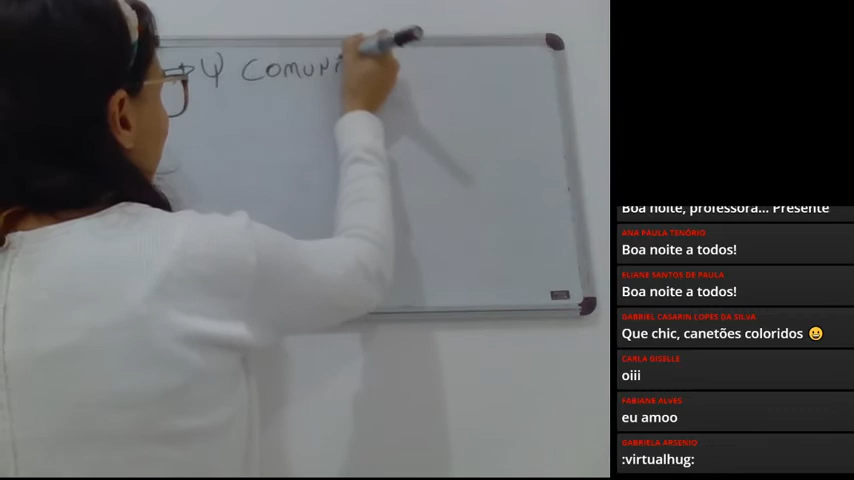 Ψ COMUNI
Boa noite, professora... Presente
ANA PAULA TENÓRIO
Boa noite a todos!
ELIANE SANTOS DE PAULA
Boa noite a todos!
GABRIEL CASARIN LOPES DA SILVA
Que chic, canetões coloridos 😀
CARLA GISELLE
oiii
FABIANE ALVES
eu amoo
GABRIELA ARSENIO
:virtualhug: